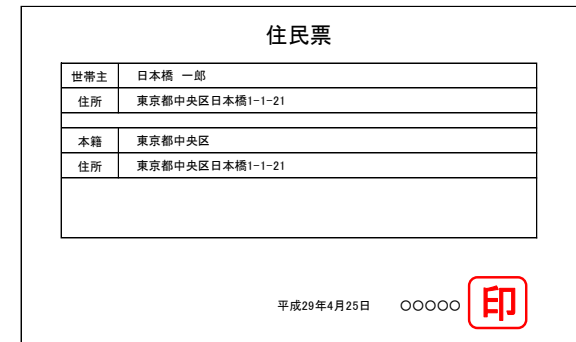 住民票
世帯主 日本橋 一郎
住所 東京都中央区日本橋1-1-21
本籍 東京都中央区
住所 東京都中央区日本橋1-1-21
平成29年4月25日 〇〇〇〇〇 印